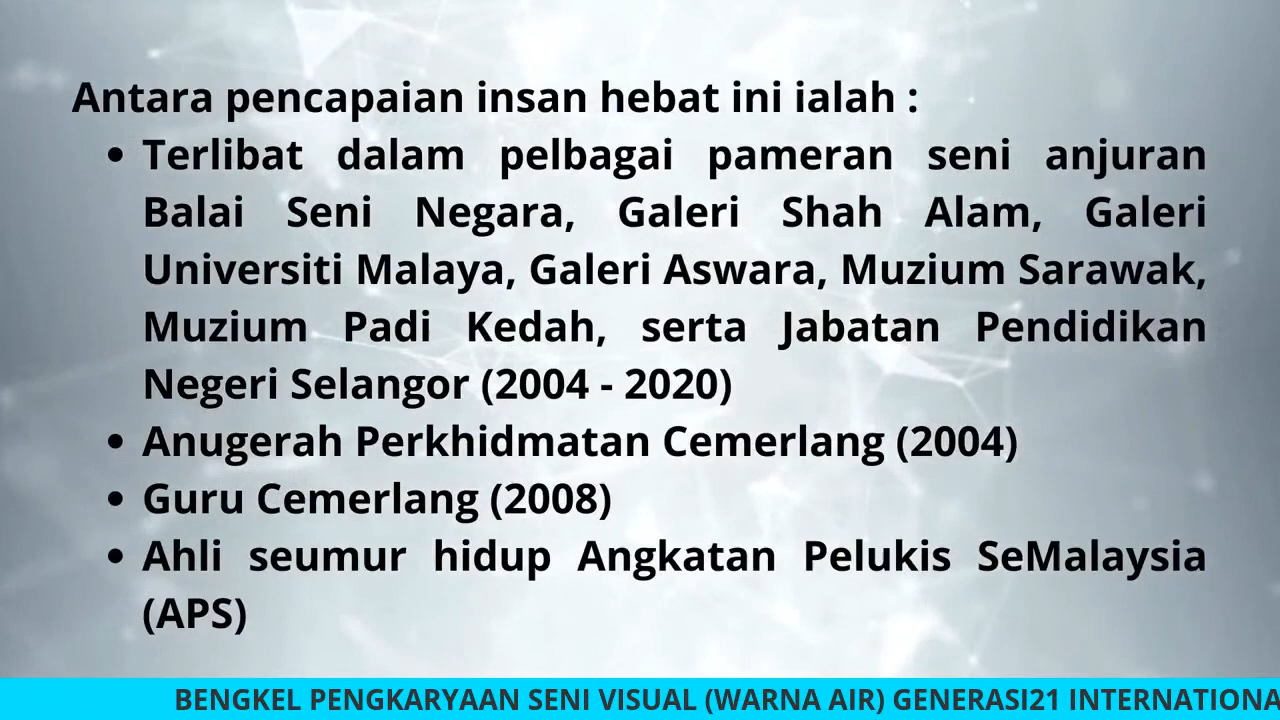 Antara pencapaian insan hebat ini ialah :
• Terlibat dalam pelbagai pameran seni anjuran
Balai Seni Negara, Galeri Shah Alam, Galeri
Universiti Malaya, Galeri Aswara, Muzium Sarawak,
Muzium Padi Kedah, serta Jabatan Pendidikan
Negeri Selangor (2004 - 2020)
• Anugerah Perkhidmatan Cemerlang (2004)
• Guru Cemerlang (2008)
• Ahli seumur hidup Angkatan Pelukis SeMalaysia
(APS)
BENGKEL PENGKARYAAN SENI VISUAL (WARNA AIR) GENERASI21 INTERNATIONA